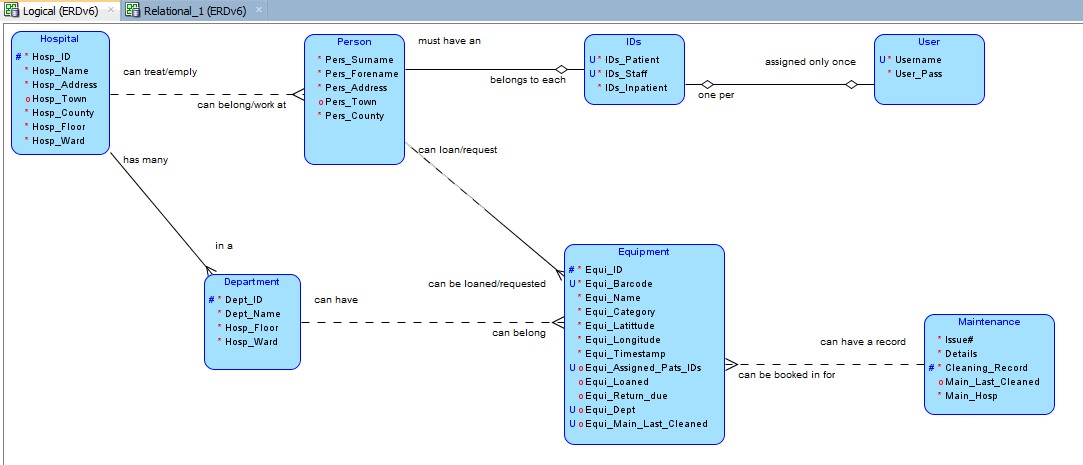 Logical (ERDv6) × Relational_1 (ERDv6) ×
Hospital
# * Hosp_ID
* Hosp_Name
* Hosp_Address
o Hosp_Town
* Hosp_County
* Hosp_Floor
* Hosp_Ward
can treat/emply
can belong/work at
Person
* Pers_Surname
* Pers_Forename
* Pers_Address
o Pers_Town
* Pers_County
must have an
belongs to each
IDs
U * IDs_Patient
U * IDs_Staff
* IDs_Inpatient
assigned only once
one per
User
U * Username
* User_Pass
has many
in a
can loan/request
can be loaned/requested
Department
# * Dept_ID
* Dept_Name
* Hosp_Floor
* Hosp_Ward
can have
can belong
Equipment
# * Equi_ID
U * Equi_Barcode
* Equi_Name
* Equi_Category
* Equi_Latittude
* Equi_Longitude
* Equi_Timestamp
U o Equi_Assigned_Pats_IDs
o Equi_Loaned
o Equi_Return_due
U o Equi_Dept
U o Equi_Main_Last_Cleaned
can have a record
can be booked in for
Maintenance
* Issue#
* Details
# * Cleaning_Record
o Main_Last_Cleaned
* Main_Hosp